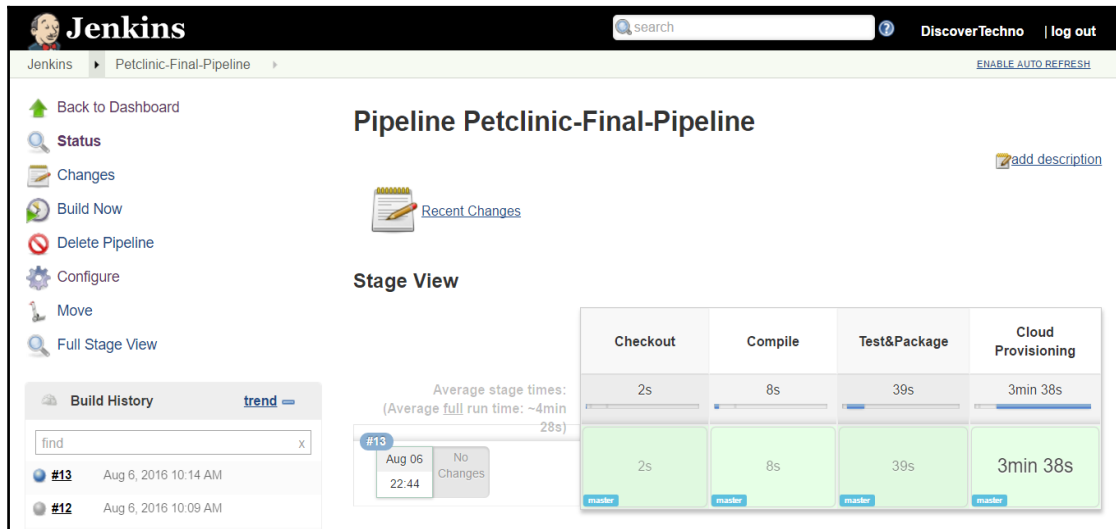 Jenkins
search
DiscoverTechno | log out
Jenkins Petclinic-Final-Pipeline
ENABLE AUTO REFRESH
Back to Dashboard
Status
Changes
Build Now
Delete Pipeline
Configure
Move
Full Stage View
Build History trend
find x
#13 Aug 6, 2016 10:14 AM
#12 Aug 6, 2016 10:09 AM
Pipeline Petclinic-Final-Pipeline
add description
Recent Changes
Stage View
Checkout Compile Test&Package Cloud
Provisioning
Average stage times:
(Average full run time: ~4min
28s)
2s 8s 39s 3min 38s
#13
Aug 06
22:44
No
Changes
2s 8s 39s 3min 38s
master master master master